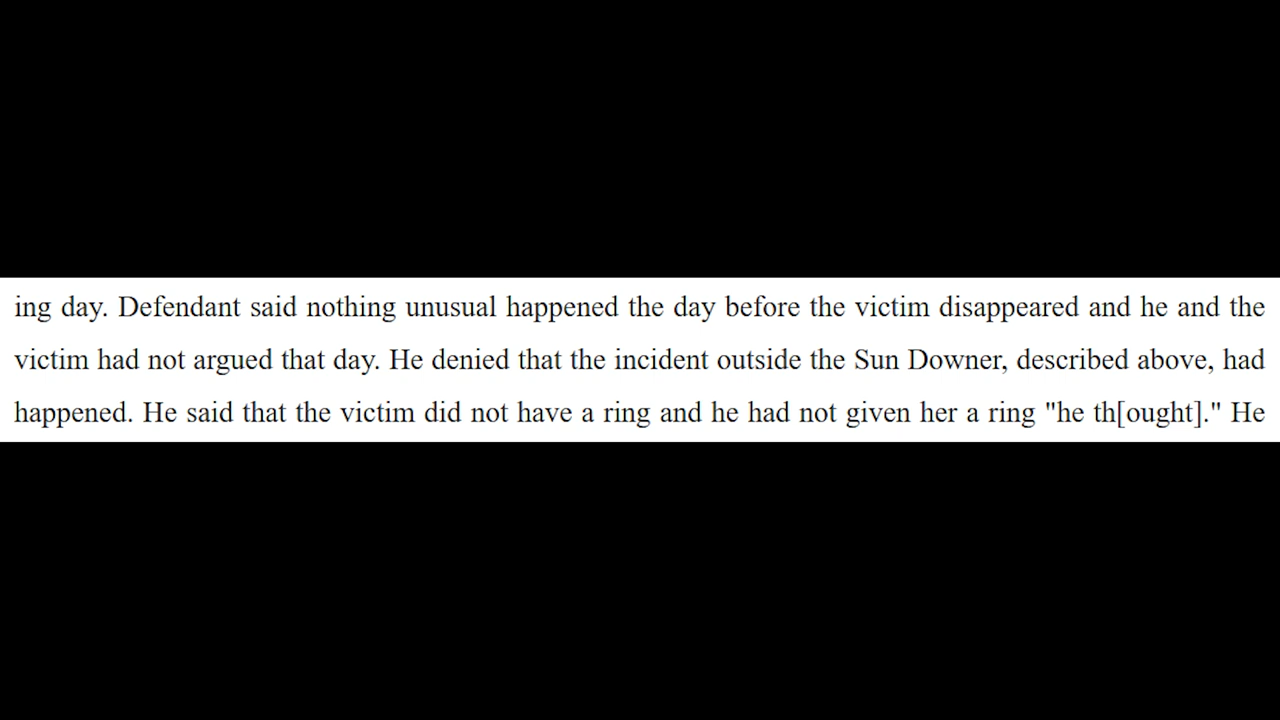 ing day. Defendant said nothing unusual happened the day before the victim disappeared and he and the
victim had not argued that day. He denied that the incident outside the Sun Downer, described above, had
happened. He said that the victim did not have a ring and he had not given her a ring "he th[ought]." He